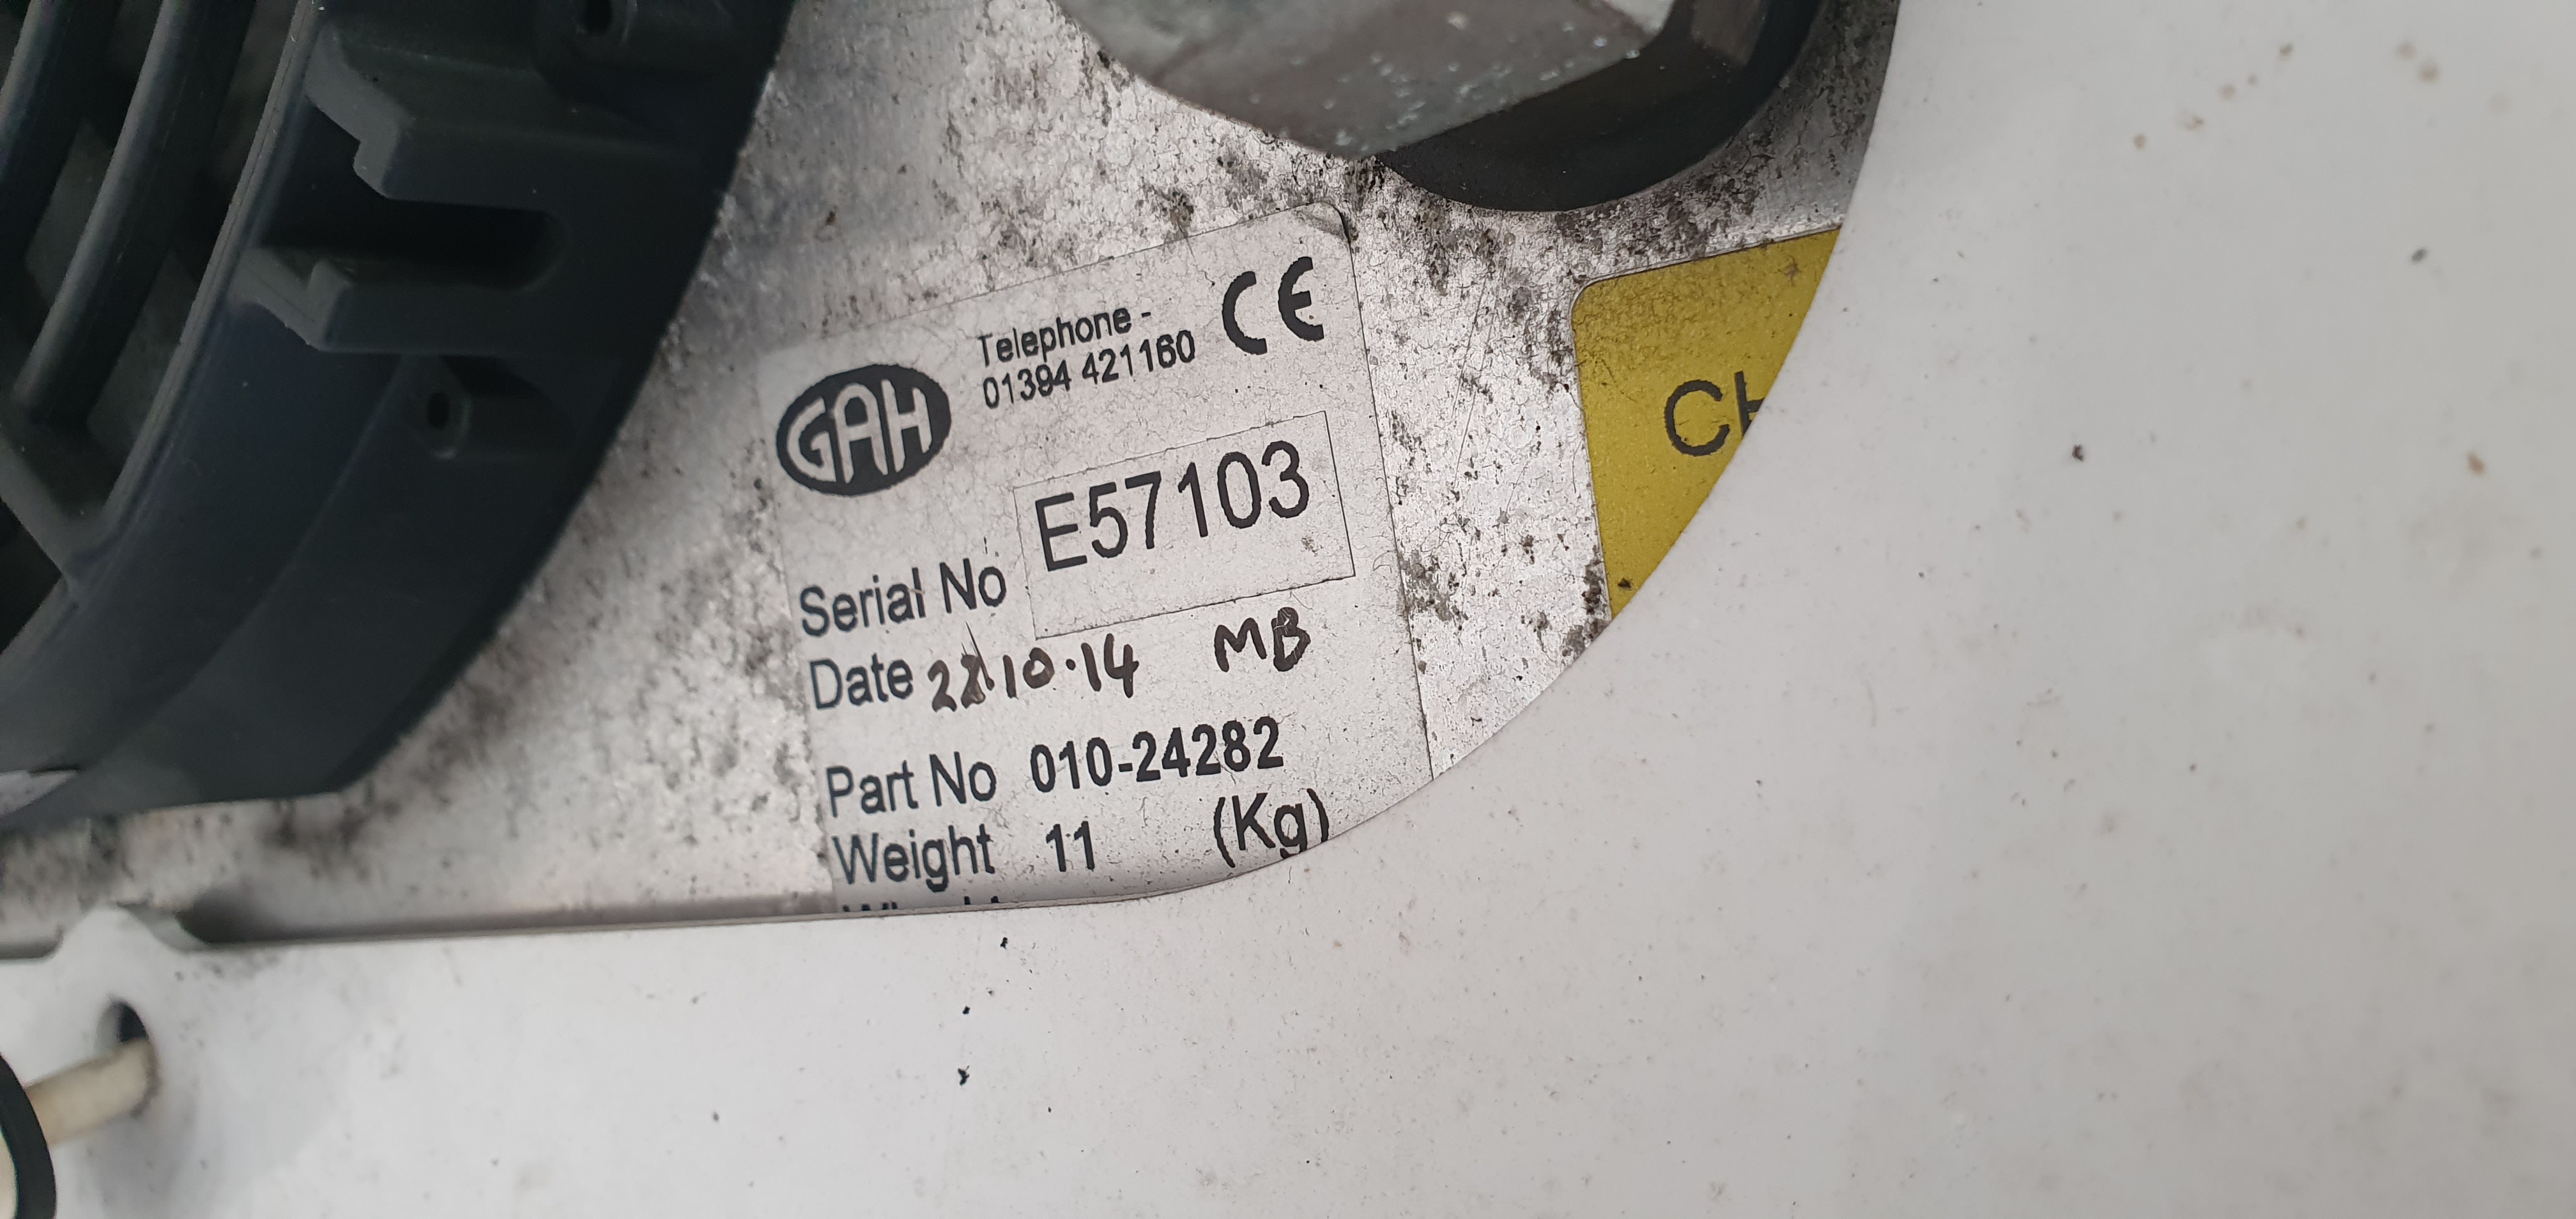 GAH
Telephone -
01394 421160
CE
E57103
Serial No
Date 10·14 MB
Part No 010-24282
Weight 11 (Kg)